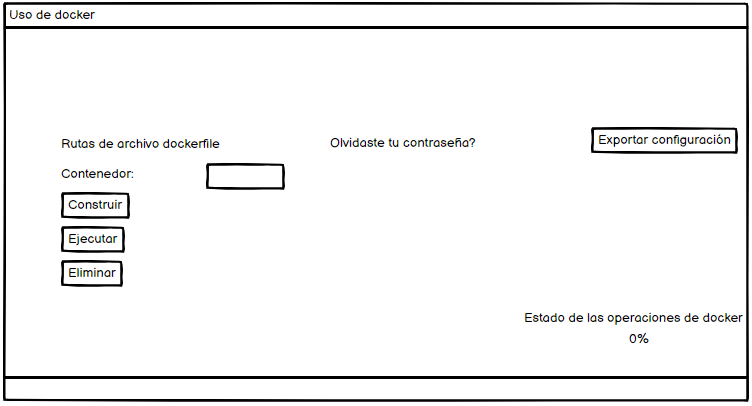 Uso de docker
Rutas de archivo dockerfile
Olvidaste tu contraseña?
Exportar configuración
Contenedor:
Construir
Ejecutar
Eliminar
Estado de las operaciones de docker
0%